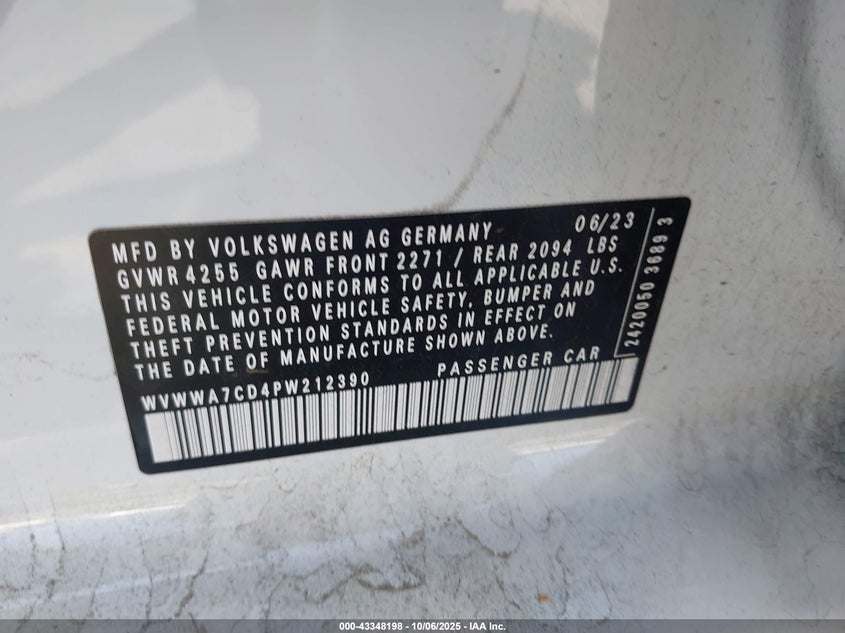 MFD BY VOLKSWAGEN AG GERMANY 06/23
GVWR 4255 GAWR FRONT 2271 / REAR 2094 LBS
THIS VEHICLE CONFORMS TO ALL APPLICABLE U.S.
FEDERAL MOTOR VEHICLE SAFETY, BUMPER AND
THEFT PREVENTION STANDARDS IN EFFECT ON
THE DATE OF MANUFACTURE SHOWN ABOVE.
WVWWA7CD4PW212390 PASSENGER CAR
2420050 3689 3
000-43348198 - 10/06/2025 - IAA Inc.